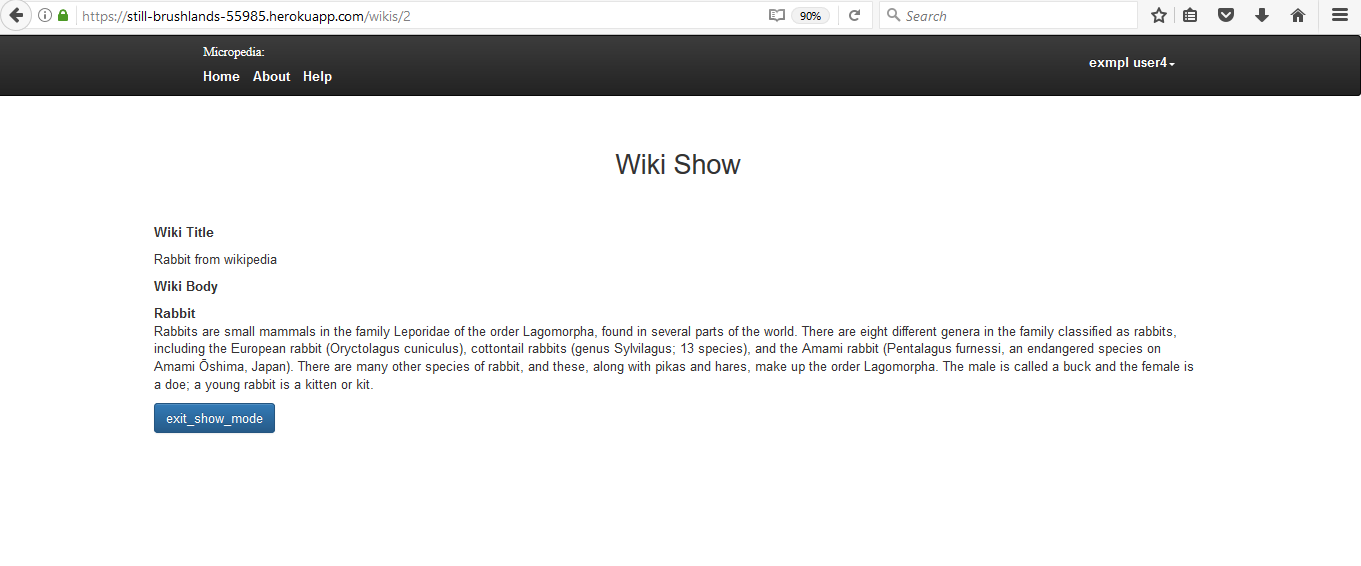 https://still-brushlands-55985.herokuapp.com/wikis/2
90%
Search
Micropedia:
Home About Help
exmpl user4
Wiki Show
Wiki Title
Rabbit from wikipedia
Wiki Body
Rabbit
Rabbits are small mammals in the family Leporidae of the order Lagomorpha, found in several parts of the world. There are eight different genera in the family classified as rabbits,
including the European rabbit (Oryctolagus cuniculus), cottontail rabbits (genus Sylvilagus; 13 species), and the Amami rabbit (Pentalagus furnessi, an endangered species on
Amami Ōshima, Japan). There are many other species of rabbit, and these, along with pikas and hares, make up the order Lagomorpha. The male is called a buck and the female is
a doe; a young rabbit is a kitten or kit.
exit_show_mode